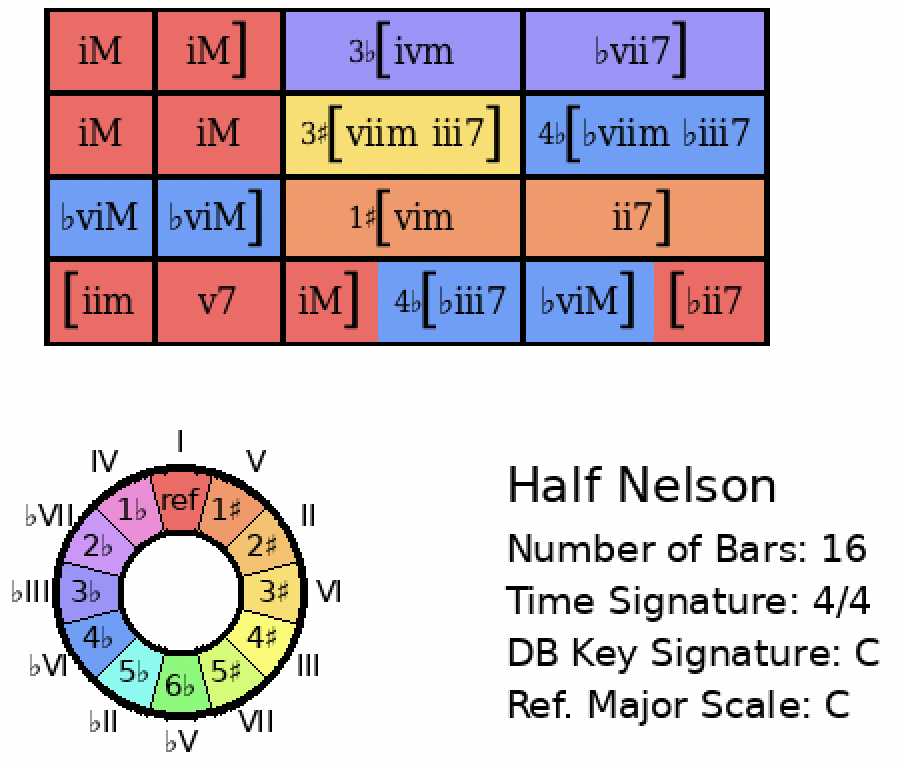 iM iM] 3♭[ivm ♭vii7]
iM iM 3♯[viim iii7] 4♭[♭viim ♭iii7
♭viM ♭viM] 1♯[vim ii7]
[iim v7 iM] 4♭[♭iii7 ♭viM] [♭ii7
I
IV V
♭VII II
♭III VI
♭VI III
♭II VII
♭V
ref
1♭ 1♯
2♭ 2♯
3♭ 3♯
4♭ 4♯
5♭ 5♯
6♭
Half Nelson
Number of Bars: 16
Time Signature: 4/4
DB Key Signature: C
Ref. Major Scale: C